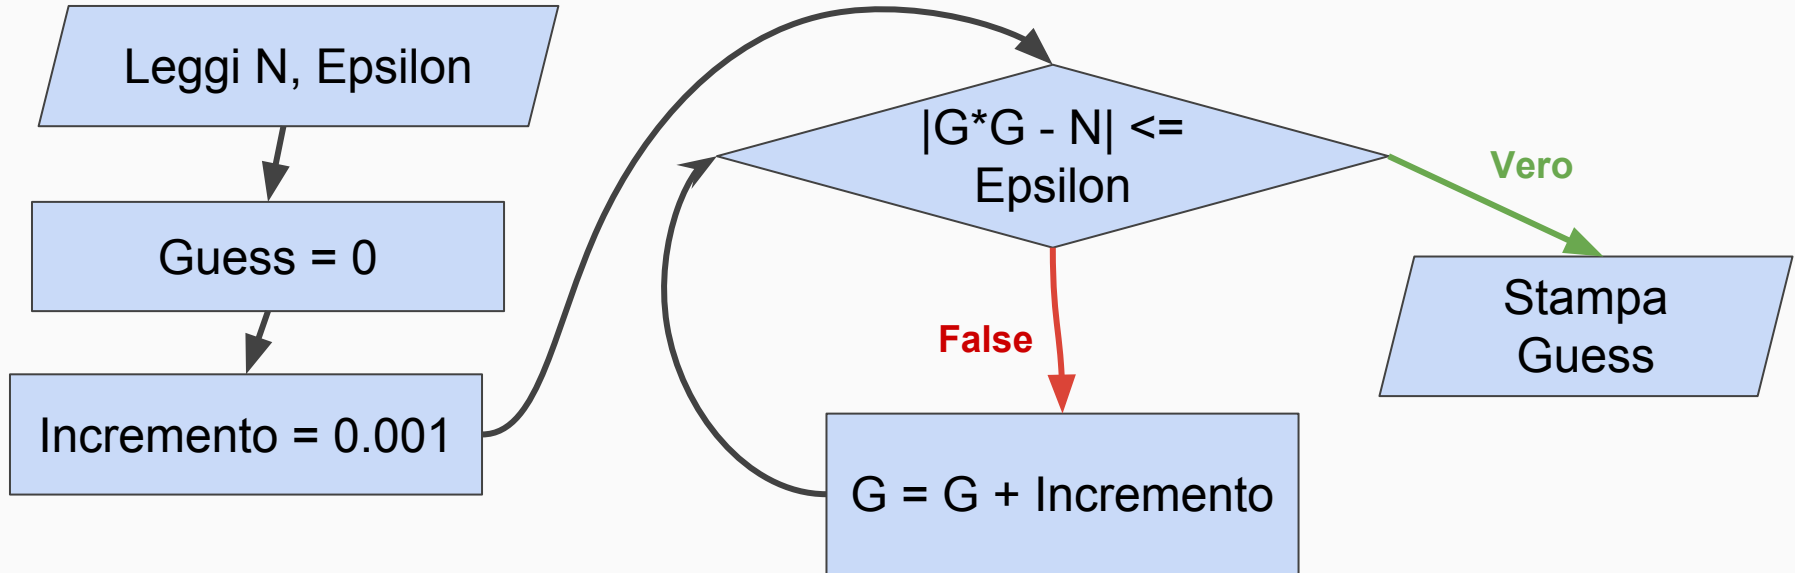 Leggi N, Epsilon
Guess = 0
Incremento = 0.001
|G*G - N| <=
Epsilon
Vero
False
Stampa
Guess
G = G + Incremento